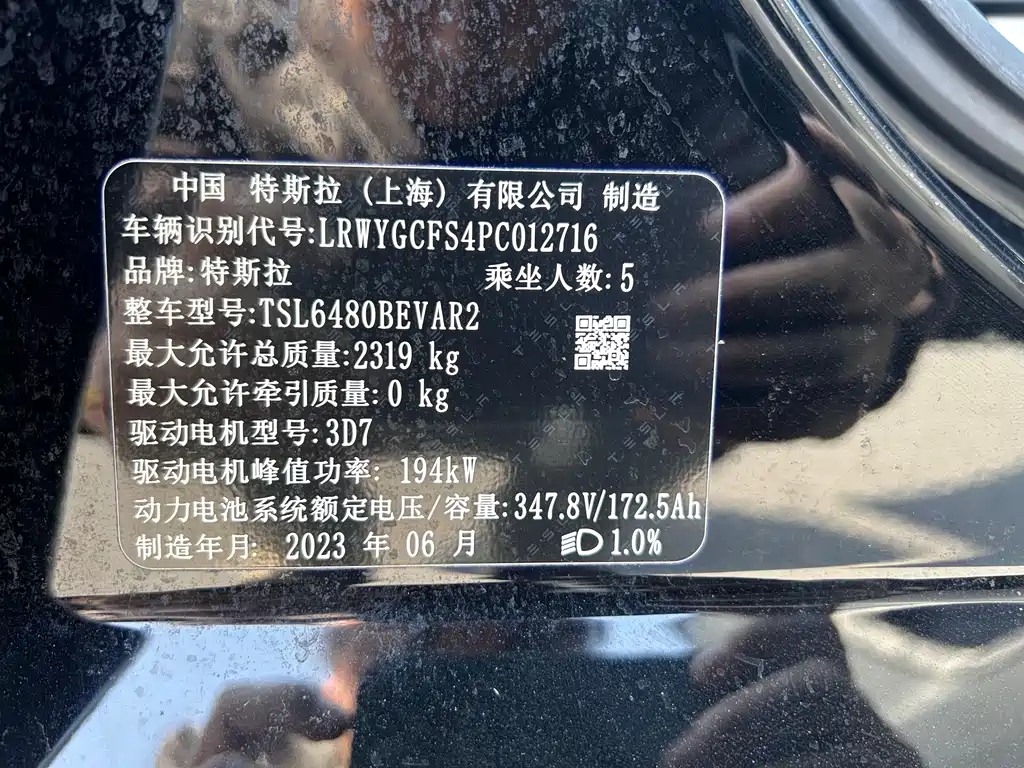 中国 特斯拉 (上海) 有限公司 制造
车辆识别代号:LRWYGCFS4PC012716
品牌:特斯拉 乘坐人数:5
整车型号:TSL6480BEVAR2
最大允许总质量:2319 kg
最大允许牵引质量:0 kg
驱动电机型号:3D7
驱动电机峰值功率: 194kW
动力电池系统额定电压/容量:347.8V/172.5Ah
制造年月: 2023 年 06 月 1.0%